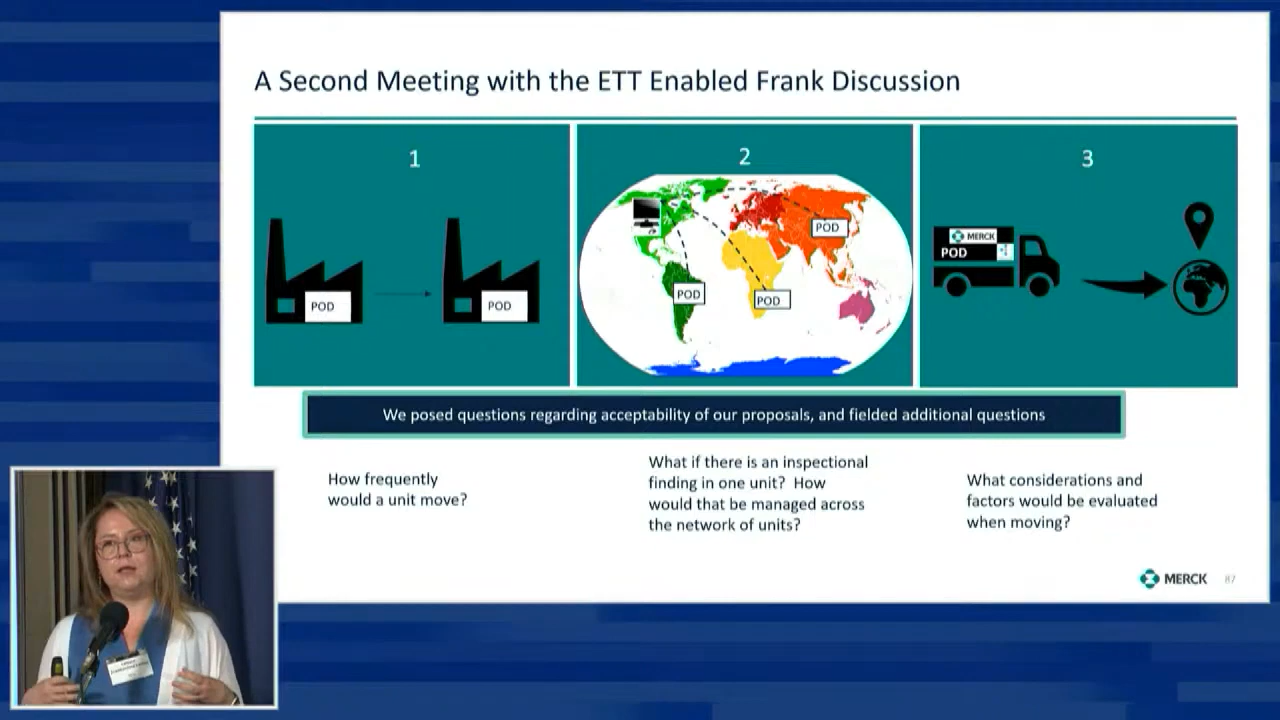 A Second Meeting with the ETT Enabled Frank Discussion
1
2
3
POD
POD
POD
POD
POD
MERCK
POD
We posed questions regarding acceptability of our proposals, and fielded additional questions
How frequently
would a unit move?
What if there is an inspectional
finding in one unit? How
would that be managed across
the network of units?
What considerations and
factors would be evaluated
when moving?
MERCK
87